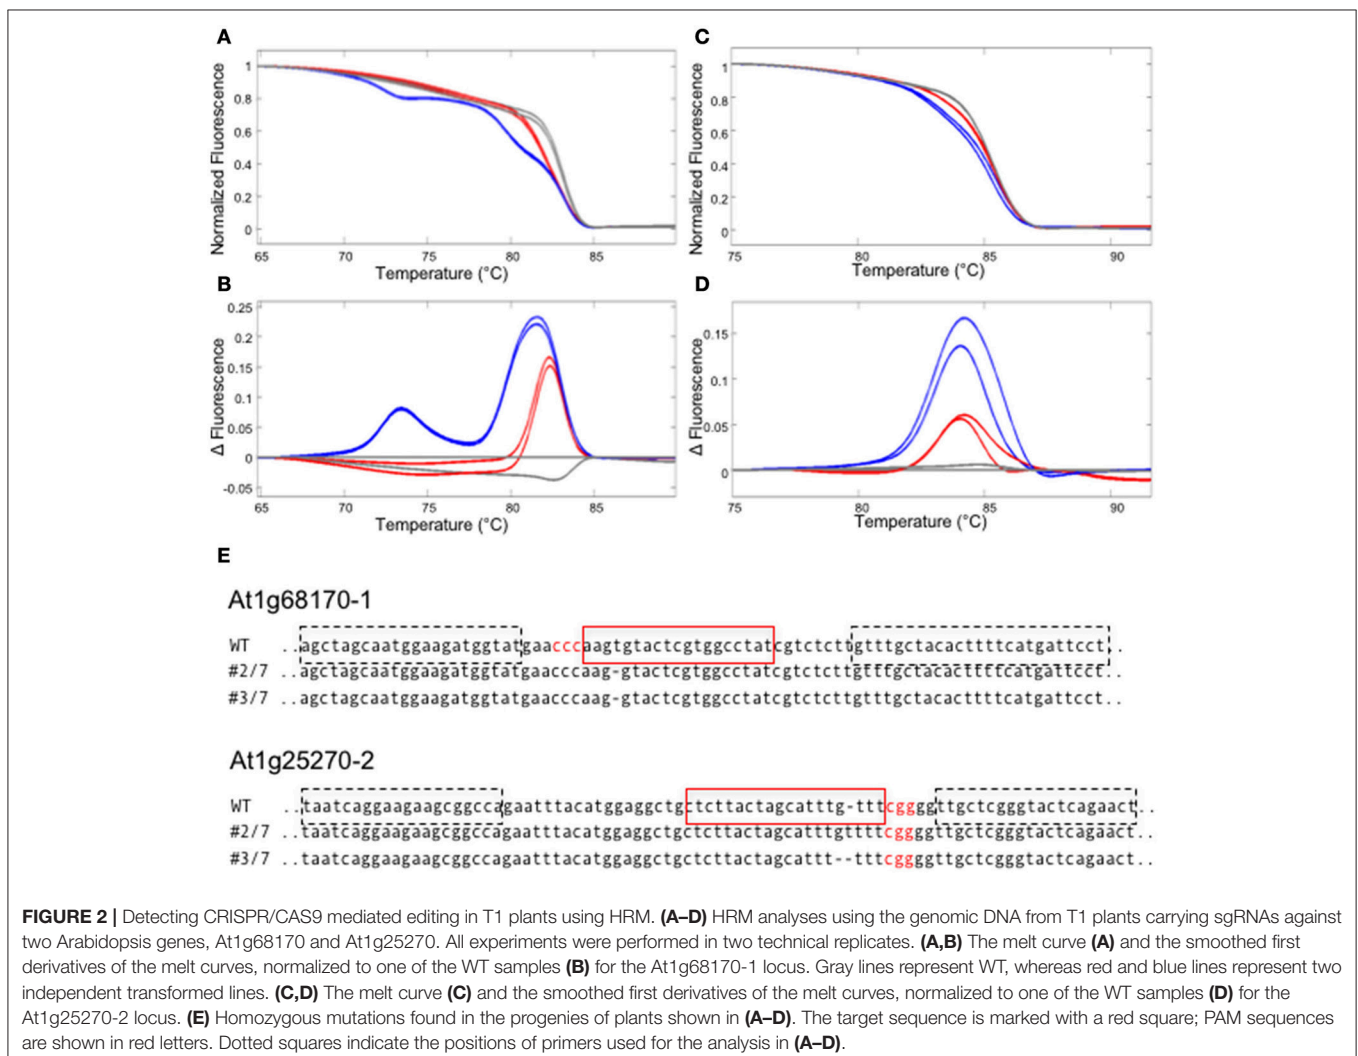 A
Normalized Fluorescence
1
0.8
0.6
0.4
0.2
0
65 70 75 80 85
Temperature (°C)
B
Δ Fluorescence
0.25
0.2
0.15
0.1
0.05
0
-0.05
65 70 75 80 85
Temperature (°C)
C
Normalized Fluorescence
1
0.8
0.6
0.4
0.2
0
75 80 85 90
Temperature (°C)
D
Δ Fluorescence
0.15
0.1
0.05
0
75 80 85 90
Temperature (°C)
E
At1g68170-1
WT ..agctagcaatggaagatggtatgaacccaagtgtactcgtggcctatcgtctcttgtttgctacacttttcatgattcct..
#2/7 ..agctagcaatggaagatggtatgaacccaag-gtactcgtggcctatcgtctcttgtttgctacacttttcatgattcct..
#3/7 ..agctagcaatggaagatggtatgaacccaag-gtactcgtggcctatcgtctcttgtttgctacacttttcatgattcct..
At1g25270-2
WT ..taatcaggaagaagcggccagaatttacatggaggctgctcttactagcatttg-tttcggggttgctcgggtactcagaact..
#2/7 ..taatcaggaagaagcggccagaatttacatggaggctgctcttactagcatttgttttcggggttgctcgggtactcagaact..
#3/7 ..taatcaggaagaagcggccagaatttacatggaggctgctcttactagcattt--tttcggggttgctcgggtactcagaact..
FIGURE 2 | Detecting CRISPR/CAS9 mediated editing in T1 plants using HRM. (A–D) HRM analyses using the genomic DNA from T1 plants carrying sgRNAs against
two Arabidopsis genes, At1g68170 and At1g25270. All experiments were performed in two technical replicates. (A,B) The melt curve (A) and the smoothed first
derivatives of the melt curves, normalized to one of the WT samples (B) for the At1g68170-1 locus. Gray lines represent WT, whereas red and blue lines represent two
independent transformed lines. (C,D) The melt curve (C) and the smoothed first derivatives of the melt curves, normalized to one of the WT samples (D) for the
At1g25270-2 locus. (E) Homozygous mutations found in the progenies of plants shown in (A–D). The target sequence is marked with a red square; PAM sequences
are shown in red letters. Dotted squares indicate the positions of primers used for the analysis in (A–D).